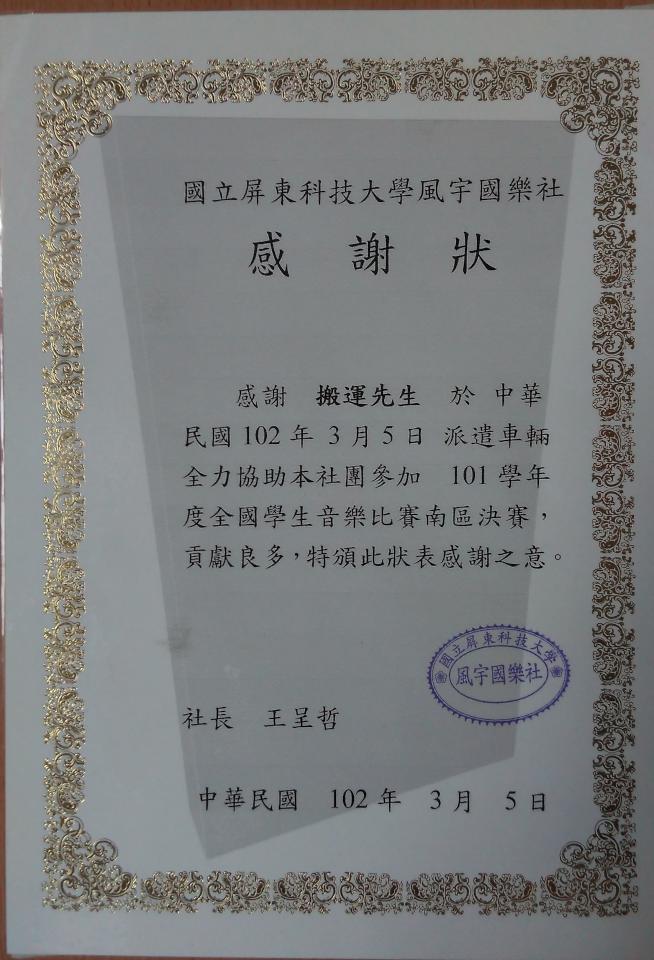 國立屏東科技大學風宇國樂社
感 謝 狀
感謝 搬運先生 於 中華
民國 102 年 3 月 5 日 派遣車輛
全力協助本社團參加 101 學年
度全國學生音樂比賽南區決賽，
貢獻良多，特頒此狀表感謝之意。
國立屏東科技大學
風宇國樂社
社長 王呈哲
中華民國 102 年 3 月 5 日